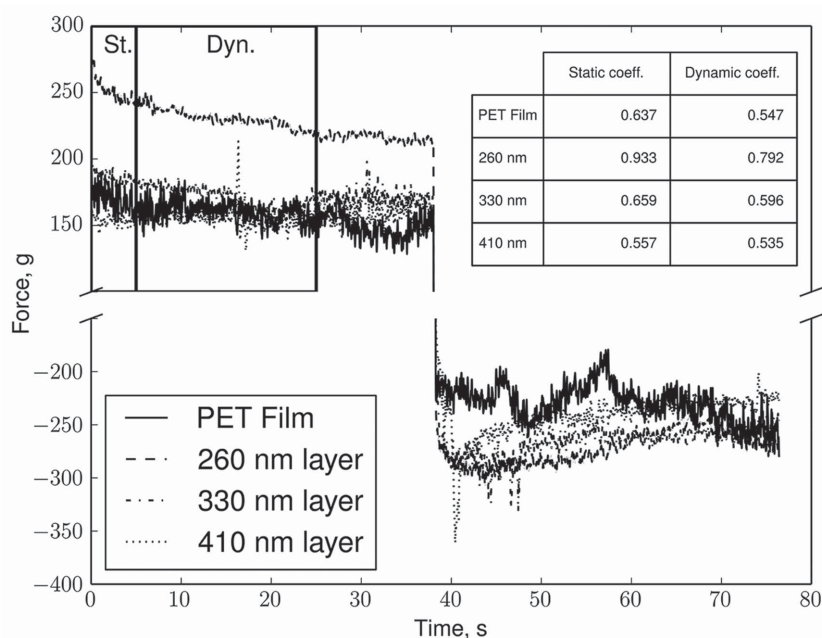 300
250
200
150
−200
−250
−300
−350
−400
Force, g
St. Dyn.
Static coeff. Dynamic coeff.
PET Film 0.637 0.547
260 nm 0.933 0.792
330 nm 0.659 0.596
410 nm 0.557 0.535
PET Film
260 nm layer
330 nm layer
410 nm layer
0 10 20 30 40 50 60 70 80
Time, s